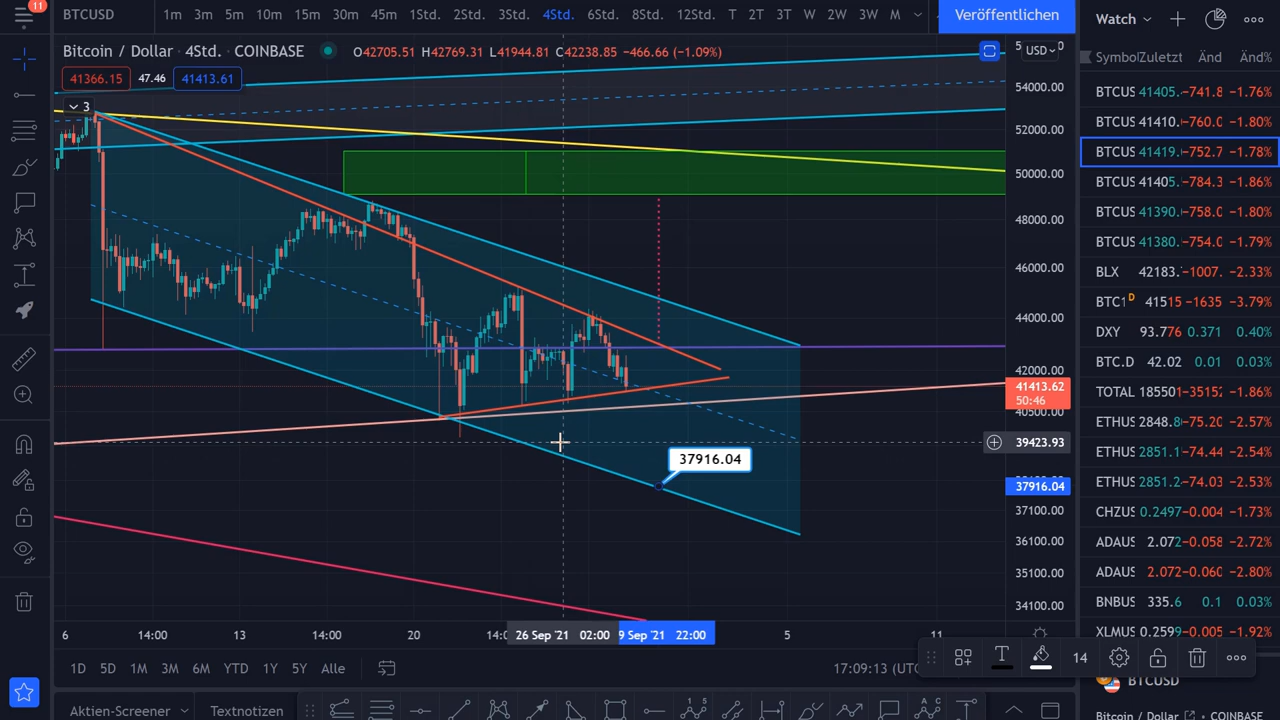 11
BTCUSD
1m 3m 5m 10m 15m 30m 45m 1Std. 2Std. 3Std. 4Std. 6Std. 8Std. 12Std. 2T 3T 2W 3W M
Veröffentlichen
Watch
Bitcoin / Dollar · 4Std. · COINBASE
O42705.51 H42769.31 L41944.81 C42238.85 −466.66 (−1.09%)
USD
41366.15 47.46 41413.61
3
54000.00
52000.00
50000.00
48000.00
46000.00
44000.00
42000.00
41413.62
50:46
40500.00
39423.93
37916.04
37916.04
37100.00
36100.00
35100.00
34100.00
6 14:00 13 14:00 20 14:0 26 Sep '21 02:00 9 Sep '21 22:00 5 11
1D 5D 1M 3M 6M YTD 1Y 5Y Alle
17:09:13 (UTC
14
Aktien-Screener Textnotizen
Symbol Zuletzt Änd Änd%
BTCUS 41405. −741.8 −1.76%
BTCUS 41410. −760.0 −1.80%
BTCUS 41419. −752.7 −1.78%
BTCUS 41405. −784.3 −1.86%
BTCUS 41390. −758.0 −1.80%
BTCUS 41380. −754.0 −1.79%
BLX 42183. −1007. −2.33%
BTC1 D 41515 −1635 −3.79%
DXY 93.776 0.371 0.40%
BTC.D 42.02 0.01 0.03%
TOTAL 18550 −3515 −1.86%
ETHUS 2848.8 −75.20 −2.57%
ETHUS 2851.1 −74.44 −2.54%
ETHUS 2851.2 −74.03 −2.53%
CHZUS 0.2497 −0.004 −1.73%
ADAUS 2.072 −0.058 −2.72%
ADAUS 2.072 −0.060 −2.80%
BNBUS 335.6 0.1 0.03%
XLMUS 0.259 −0.005 −1.92%
BTCUSD
Bitcoin / Dollar COINBASE